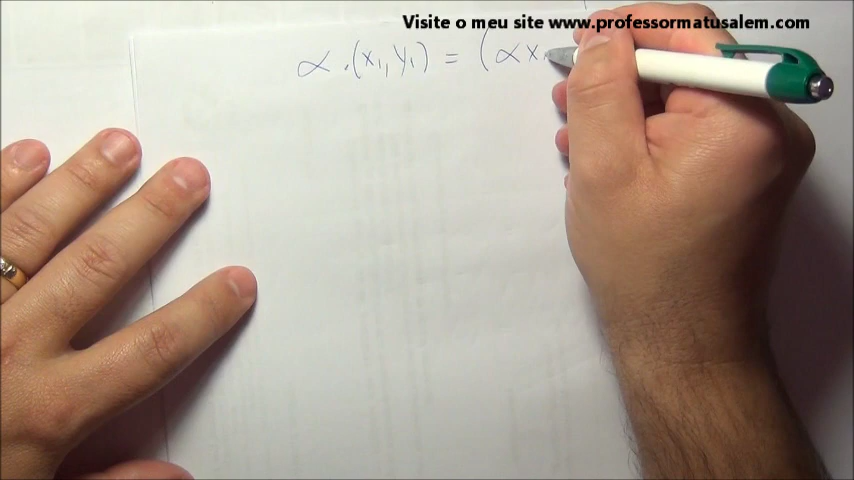 Visite o meu site www.professormatusalem.com
α .(x₁, y₁) = (αx₁